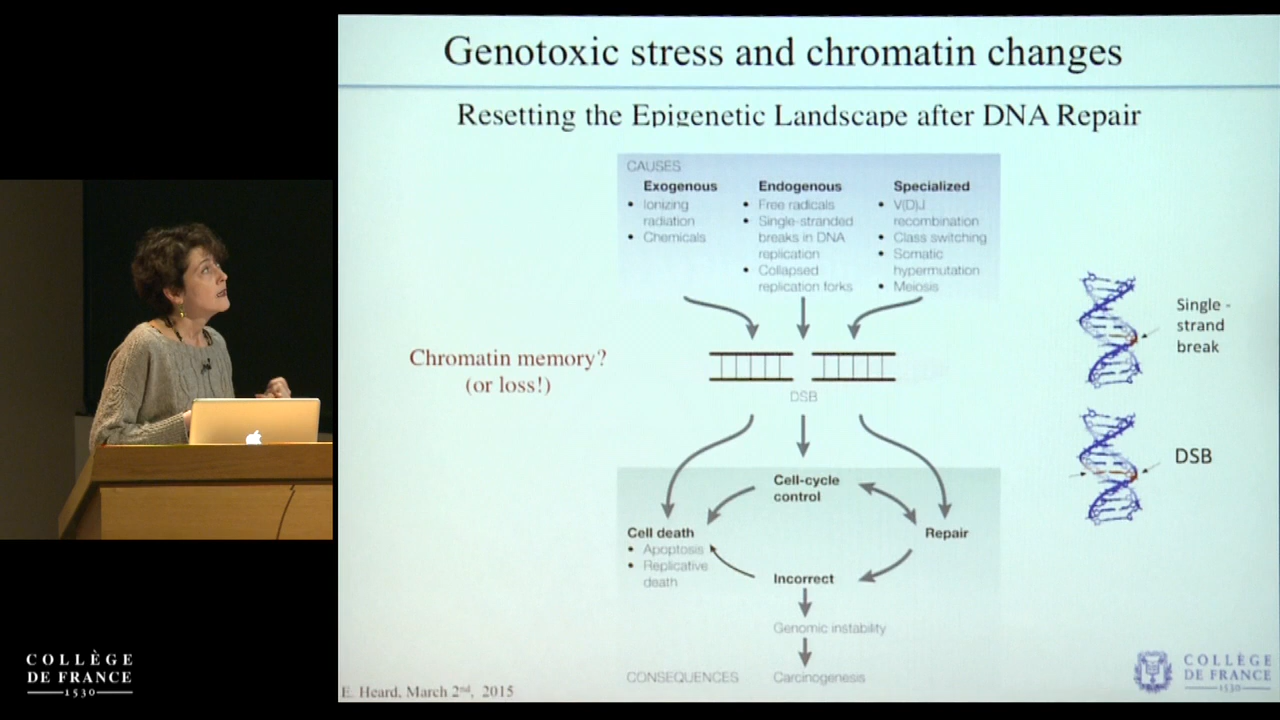 Genotoxic stress and chromatin changes
Resetting the Epigenetic Landscape after DNA Repair
CAUSES
Exogenous
• Ionizing
radiation
• Chemicals
Endogenous
• Free radicals
• Single-stranded
breaks in DNA
replication
• Collapsed
replication forks
Specialized
• V(D)J
recombination
• Class switching
• Somatic
hypermutation
• Meiosis
Chromatin memory?
(or loss!)
DSB
Single -
strand
break
DSB
Cell-cycle
control
Cell death
• Apoptosis
• Replicative
death
Repair
Incorrect
Genomic instability
CONSEQUENCES
Carcinogenesis
E. Heard, March 2nd, 2015
COLLÈGE
DE FRANCE
1530
COLLÈGE
DE FRANCE
1530